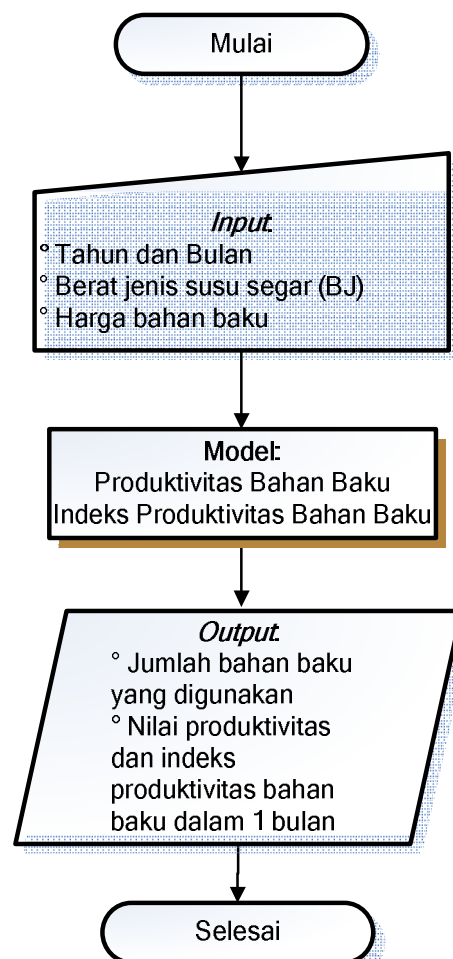 Mulai
Input:
° Tahun dan Bulan
° Berat jenis susu segar (BJ)
° Harga bahan baku
Model:
Produktivitas Bahan Baku
Indeks Produktivitas Bahan Baku
Output:
° Jumlah bahan baku
yang digunakan
° Nilai produktivitas
dan indeks
produktivitas bahan
baku dalam 1 bulan
Selesai